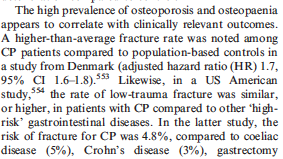 The high prevalence of osteoporosis and osteopaenia
appears to correlate with clinically relevant outcomes.
A higher-than-average fracture rate was noted among
CP patients compared to population-based controls in
a study from Denmark (adjusted hazard ratio (HR) 1.7,
95% CI 1.6–1.8).553 Likewise, in a US American
study,554 the rate of low-trauma fracture was similar,
or higher, in patients with CP compared to other ‘high-
risk’ gastrointestinal diseases. In the latter study, the
risk of fracture for CP was 4.8%, compared to coeliac
disease (5%), Crohn’s disease (3%), gastrectomy